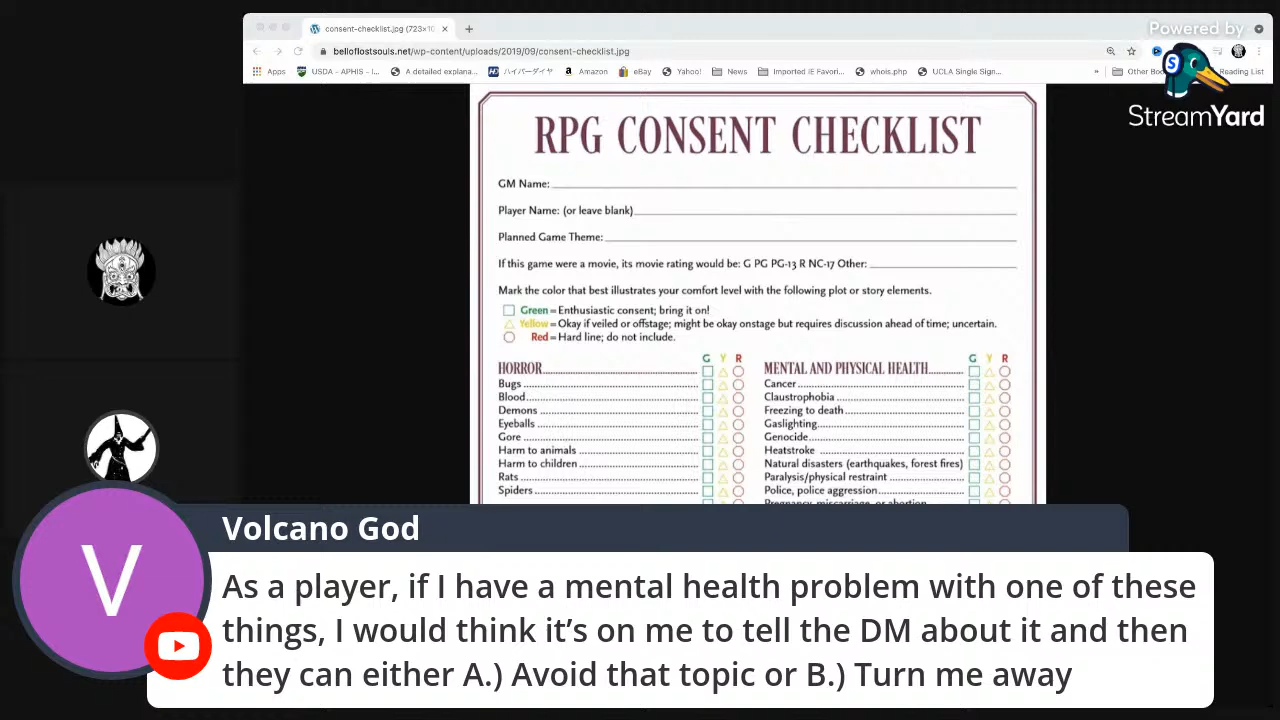 consent-checklist.jpg (723×10
Powered by
belloflostsouls.net/wp-content/uploads/2019/09/consent-checklist.jpg
Apps
USDA - APHIS - I...
A detailed explana...
ハイパーダイヤ
Amazon
eBay
Yahoo!
News
Imported IE Favori...
whois.php
UCLA Single Sign...
»
Other Bo
Reading List
S
StreamYard
RPG CONSENT CHECKLIST
GM Name:
Player Name: (or leave blank)
Planned Game Theme:
If this game were a movie, its movie rating would be: G PG PG-13 R NC-17 Other:
Mark the color that best illustrates your comfort level with the following plot or story elements.
Green = Enthusiastic consent; bring it on!
Yellow = Okay if veiled or offstage; might be okay onstage but requires discussion ahead of time; uncertain.
Red = Hard line; do not include.
G Y R
HORROR
Bugs
Blood
Demons
Eyeballs
Gore
Harm to animals
Harm to children
Rats
Spiders
G Y R
MENTAL AND PHYSICAL HEALTH
Cancer
Claustrophobia
Freezing to death
Gaslighting
Genocide
Heatstroke
Natural disasters (earthquakes, forest fires)
Paralysis/physical restraint
Police, police aggression
Pregnancy, miscarriage, or abortion
Volcano God
V
As a player, if I have a mental health problem with one of these
things, I would think it’s on me to tell the DM about it and then
they can either A.) Avoid that topic or B.) Turn me away